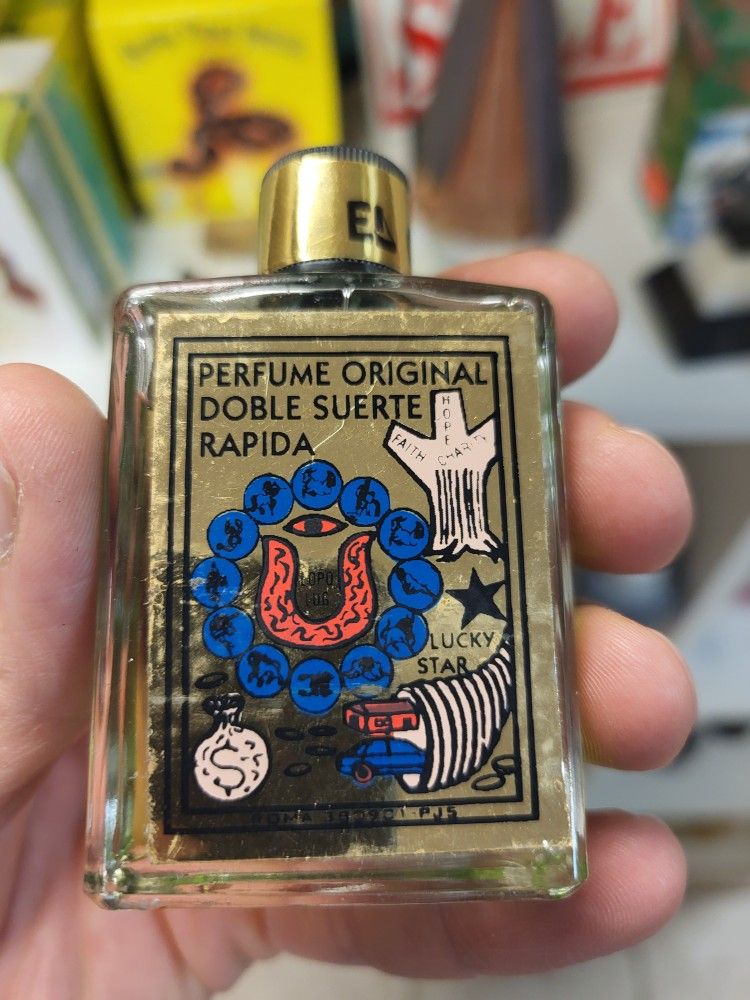 PERFUME ORIGINAL
DOBLE SUERTE
RAPIDA
HOPE
FAITH
CHARITY
LUCKY
STAR
$